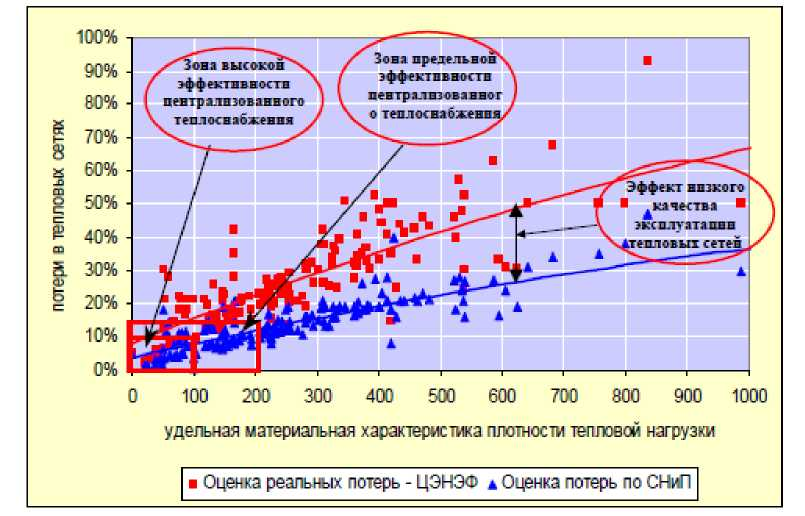 100%
90%
80%
70%
60%
50%
40%
30%
20%
10%
0%
потери в тепловых сетях
Зона высокой
эффективности
централизованного
теплоснабжения
Зона предельной
эффективности
централизованног
о теплоснабжения
Эффект низкого
качества
эксплуатации
тепловых сетей
0 100 200 300 400 500 600 700 800 900 1000
удельная материальная характеристика плотности тепловой нагрузки
Оценка реальных потерь - ЦЭНЭФ Оценка потерь по СНиП